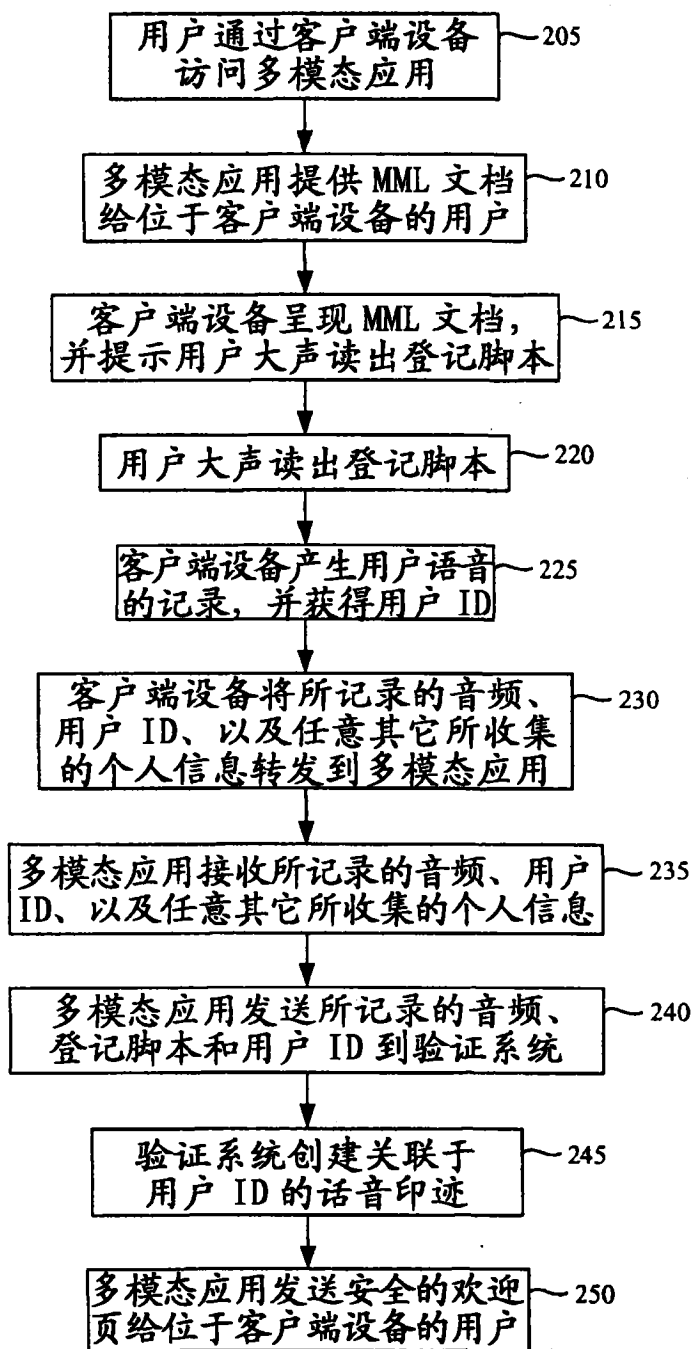 用户通过客户端设备
访问多模态应用
205
多模态应用提供 MML 文档
给位于客户端设备的用户
210
客户端设备呈现 MML 文档,
并提示用户大声读出登记脚本
215
用户大声读出登记脚本
220
客户端设备产生用户语音
的记录, 并获得用户 ID
225
客户端设备将所记录的音频、
用户 ID、以及任意其它所收集
的个人信息转发到多模态应用
230
多模态应用接收所记录的音频、用户
ID、以及任意其它所收集的个人信息
235
多模态应用发送所记录的音频、
登记脚本和用户 ID 到验证系统
240
验证系统创建关联于
用户 ID 的话音印迹
245
多模态应用发送安全的欢迎
页给位于客户端设备的用户
250